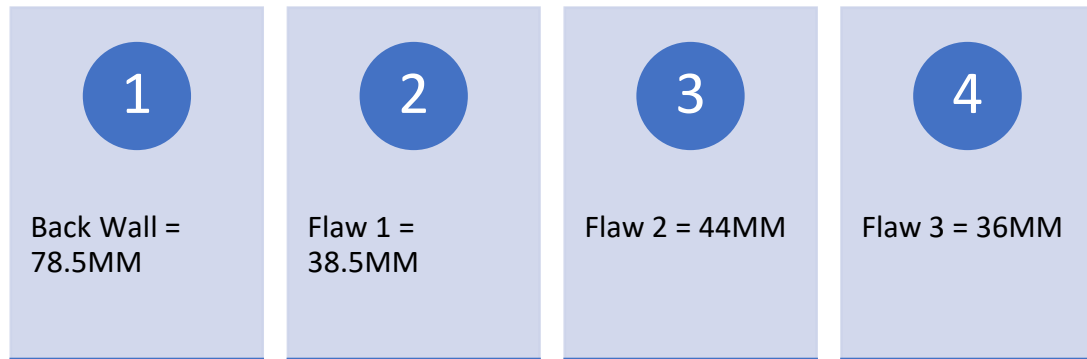 1
Back Wall =
78.5MM
2
Flaw 1 =
38.5MM
3
Flaw 2 = 44MM
4
Flaw 3 = 36MM